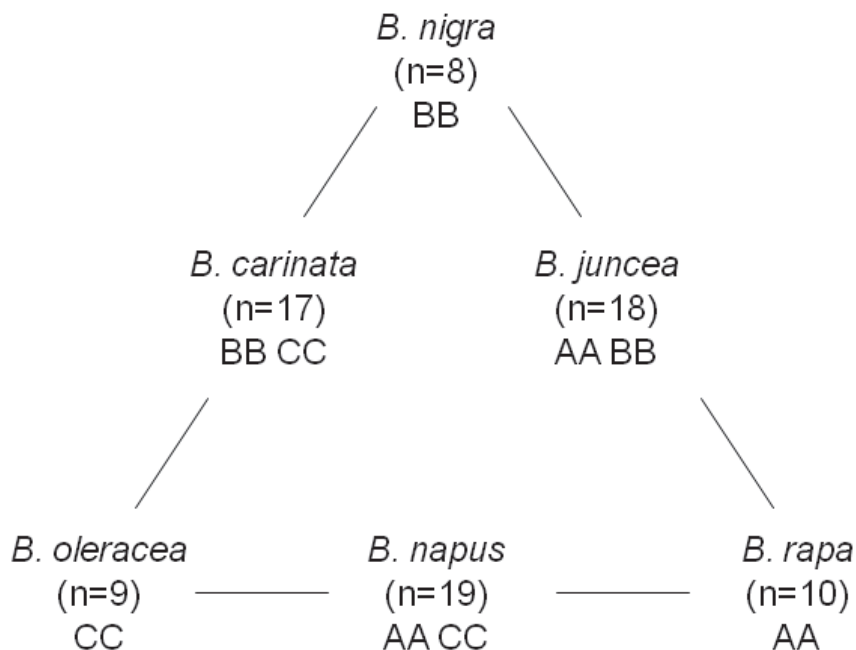 B. nigra
(n=8)
BB
B. carinata
(n=17)
BB CC
B. juncea
(n=18)
AA BB
B. oleracea
(n=9)
CC
B. napus
(n=19)
AA CC
B. rapa
(n=10)
AA